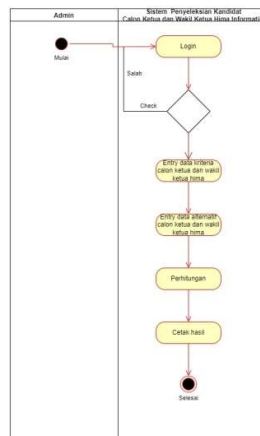 Admin
Sistem Penyeleksian Kandidat
Calon Ketua dan Wakil Ketua Hima Informati
Mulai
Login
Salah
Check
Entry data kriteria
calon ketua dan wakil
ketua hima
Entry data alternatif
calon ketua dan wakil
ketua hima
Perhitungan
Cetak hasil
Selesai